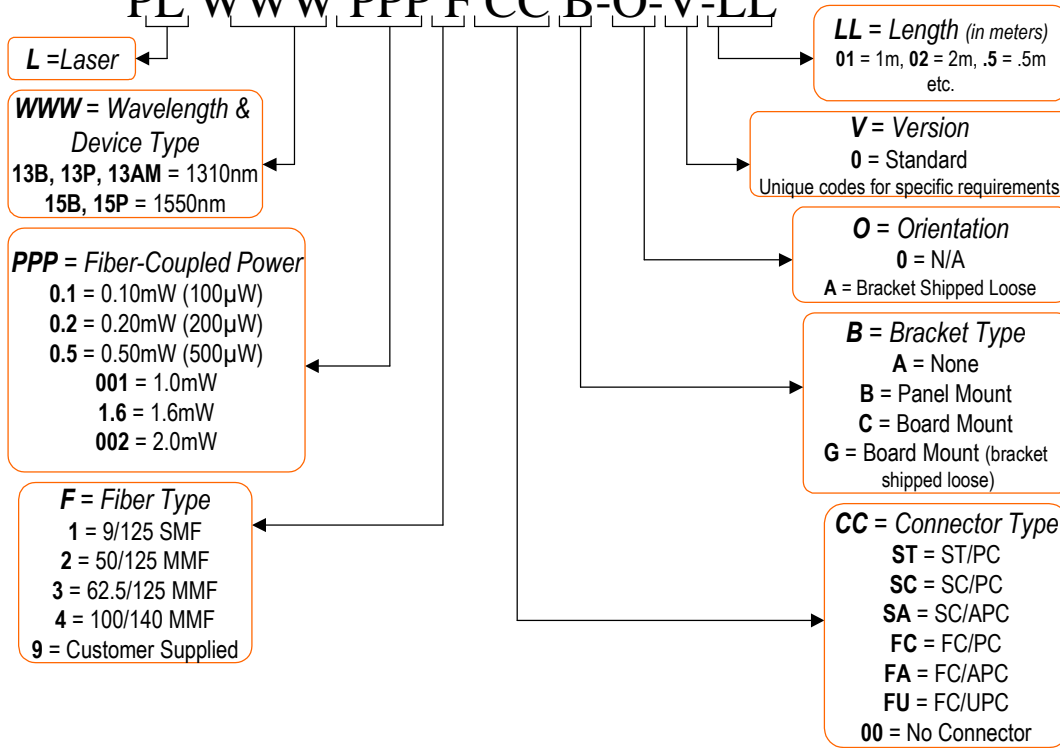 PL WWW PPP F CC B-O-V-LL
L =Laser
WWW = Wavelength &
Device Type
13B, 13P, 13AM = 1310nm
15B, 15P = 1550nm
PPP = Fiber-Coupled Power
0.1 = 0.10mW (100µW)
0.2 = 0.20mW (200µW)
0.5 = 0.50mW (500µW)
001 = 1.0mW
1.6 = 1.6mW
002 = 2.0mW
F = Fiber Type
1 = 9/125 SMF
2 = 50/125 MMF
3 = 62.5/125 MMF
4 = 100/140 MMF
9 = Customer Supplied
LL = Length (in meters)
01 = 1m, 02 = 2m, .5 = .5m
etc.
V = Version
0 = Standard
Unique codes for specific requirements
O = Orientation
0 = N/A
A = Bracket Shipped Loose
B = Bracket Type
A = None
B = Panel Mount
C = Board Mount
G = Board Mount (bracket
shipped loose)
CC = Connector Type
ST = ST/PC
SC = SC/PC
SA = SC/APC
FC = FC/PC
FA = FC/APC
FU = FC/UPC
00 = No Connector